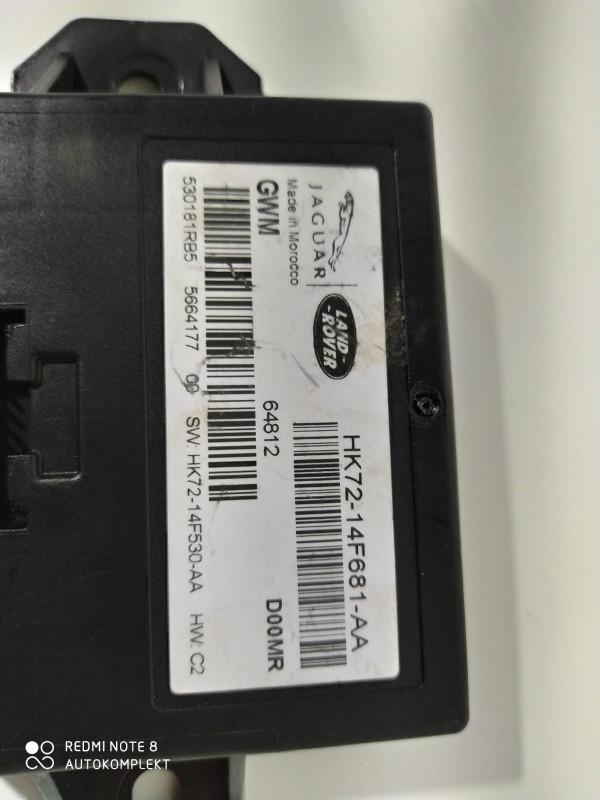 JAGUAR
LAND-
-ROVER
HK72-14F681-AA
Made in Morocco
GWM
64812
D00MR
530181RB5 5664177 00 SW: HK72-14F530-AA HW: C2
REDMI NOTE 8
AUTOKOMPLEKT